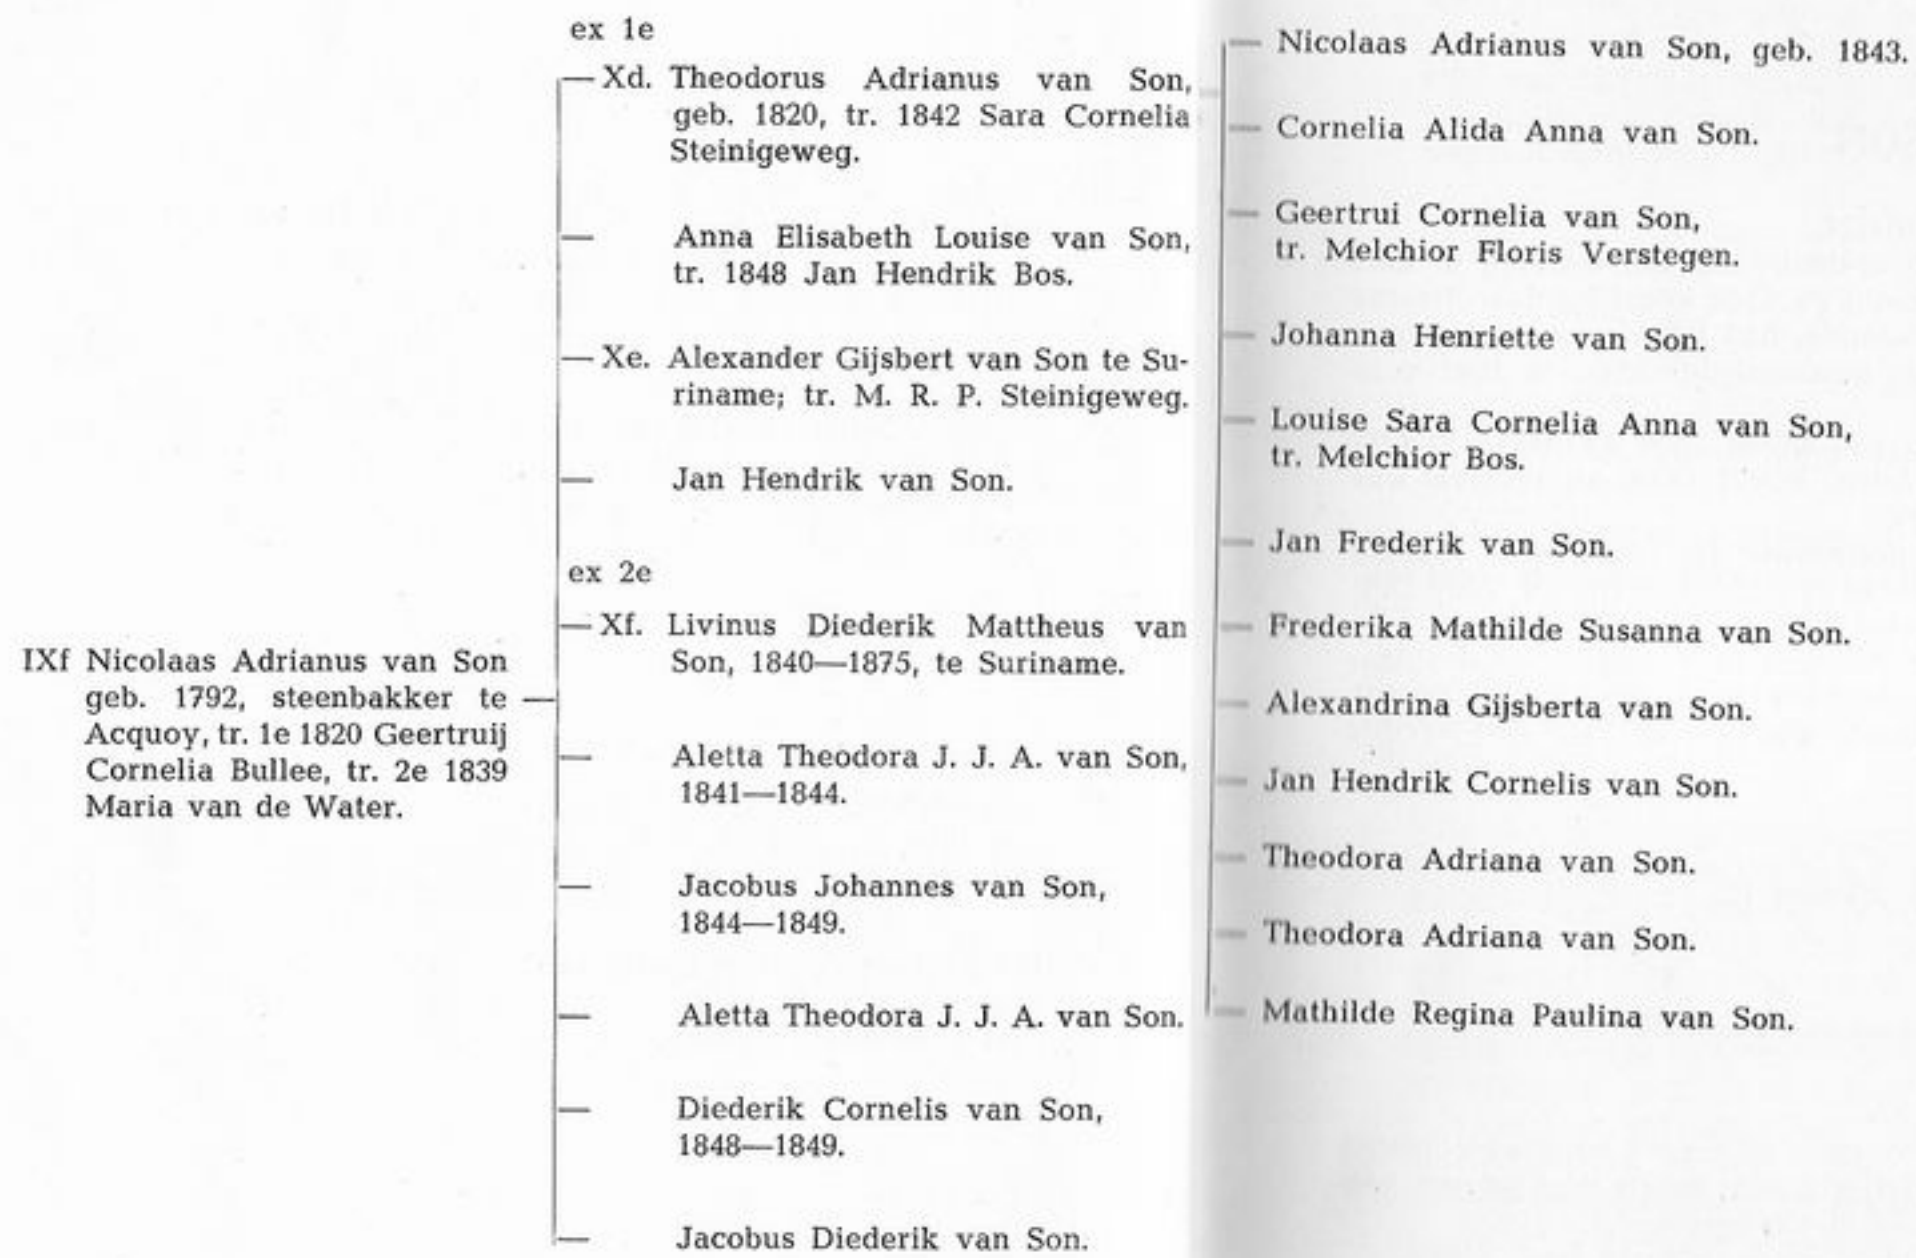 IXf Nicolaas Adrianus van Son
geb. 1792, steenbakker te
Acquoy, tr. 1e 1820 Geertruij
Cornelia Bullee, tr. 2e 1839
Maria van de Water.
ex 1e
Xd. Theodorus Adrianus van Son,
geb. 1820, tr. 1842 Sara Cornelia
Steinigeweg.
Anna Elisabeth Louise van Son,
tr. 1848 Jan Hendrik Bos.
Xe. Alexander Gijsbert van Son te Su-
riname; tr. M. R. P. Steinigeweg.
Jan Hendrik van Son.
ex 2e
Xf. Livinus Diederik Mattheus van
Son, 1840—1875, te Suriname.
Aletta Theodora J. J. A. van Son,
1841—1844.
Jacobus Johannes van Son,
1844—1849.
Aletta Theodora J. J. A. van Son.
Diederik Cornelis van Son,
1848—1849.
Jacobus Diederik van Son.
Nicolaas Adrianus van Son, geb. 1843.
Cornelia Alida Anna van Son.
Geertrui Cornelia van Son,
tr. Melchior Floris Verstegen.
Johanna Henriette van Son.
Louise Sara Cornelia Anna van Son,
tr. Melchior Bos.
Jan Frederik van Son.
Frederika Mathilde Susanna van Son.
Alexandrina Gijsberta van Son.
Jan Hendrik Cornelis van Son.
Theodora Adriana van Son.
Theodora Adriana van Son.
Mathilde Regina Paulina van Son.